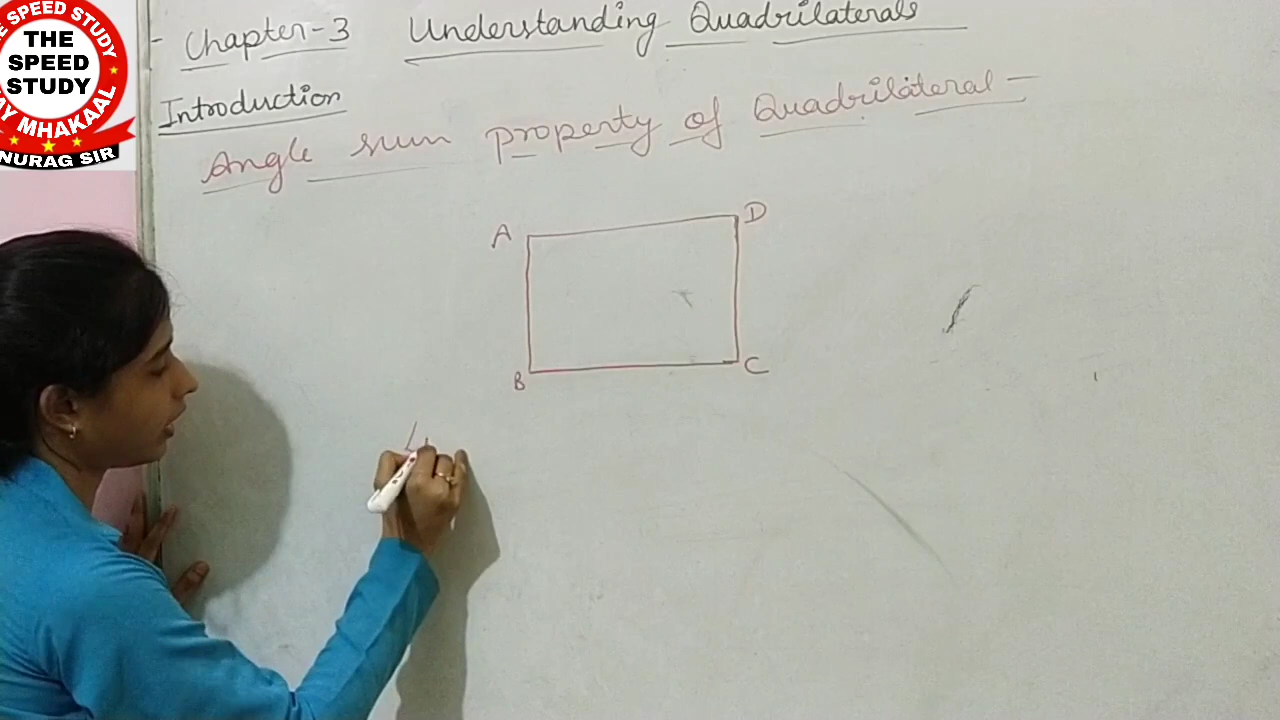 THE SPEED STUDY
THE
SPEED
STUDY
MHAKAAL
NURAG SIR
Chapter-3 Understanding Quadrilaterals
Introduction
Angle sum property of Quadrilateral -
A
D
B
C